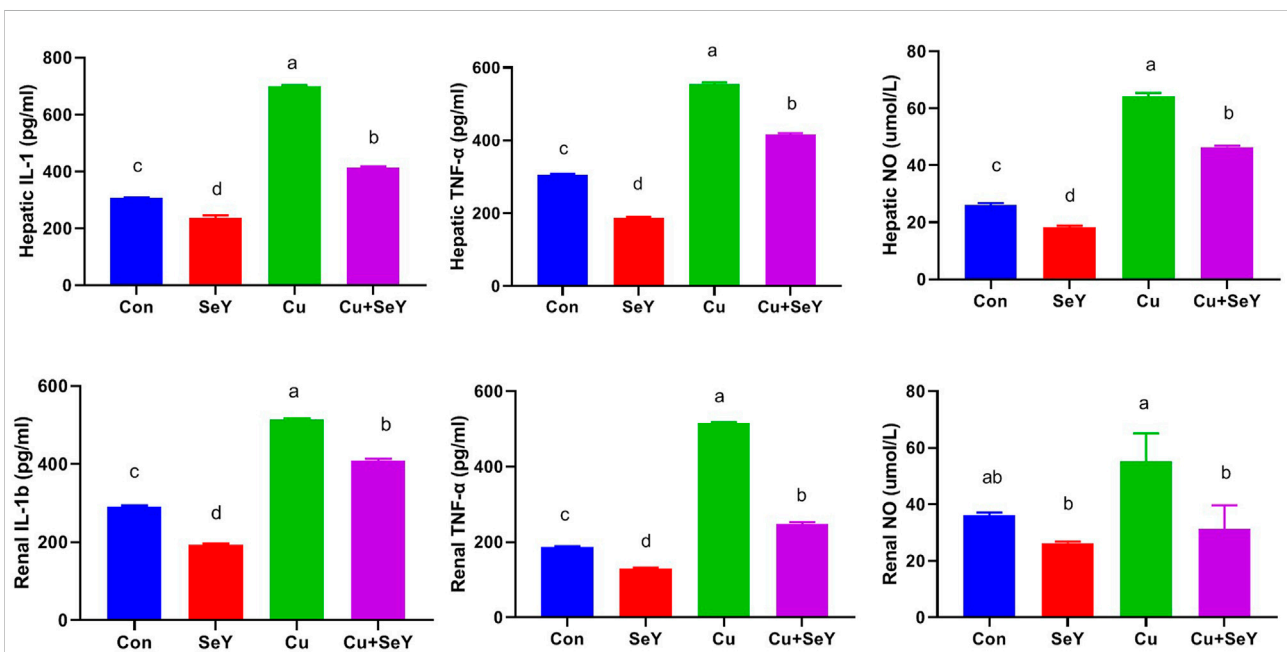 Hepatic IL-1 (pg/ml)
800
600
400
200
0
c
d
a
b
Con SeY Cu Cu+SeY
Hepatic TNF-α (pg/ml)
600
400
200
0
c
d
a
b
Con SeY Cu Cu+SeY
Hepatic NO (umol/L)
80
60
40
20
0
c
d
a
b
Con SeY Cu Cu+SeY
Renal IL-1b (pg/ml)
600
400
200
0
c
d
a
b
Con SeY Cu Cu+SeY
Renal TNF-α (pg/ml)
600
400
200
0
c
d
a
b
Con SeY Cu Cu+SeY
Renal NO (umol/L)
80
60
40
20
0
ab
b
a
b
Con SeY Cu Cu+SeY